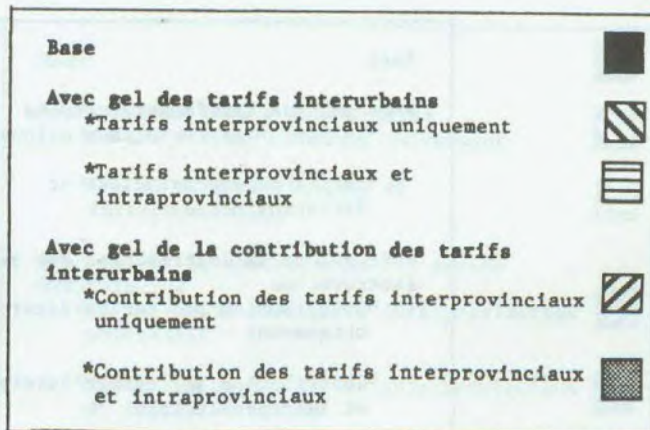 Base
Avec gel des tarifs interurbains
*Tarifs interprovinciaux uniquement
*Tarifs interprovinciaux et
intraprovinciaux
Avec gel de la contribution des tarifs
interurbains
*Contribution des tarifs interprovinciaux
uniquement
*Contribution des tarifs interprovinciaux
et intraprovinciaux